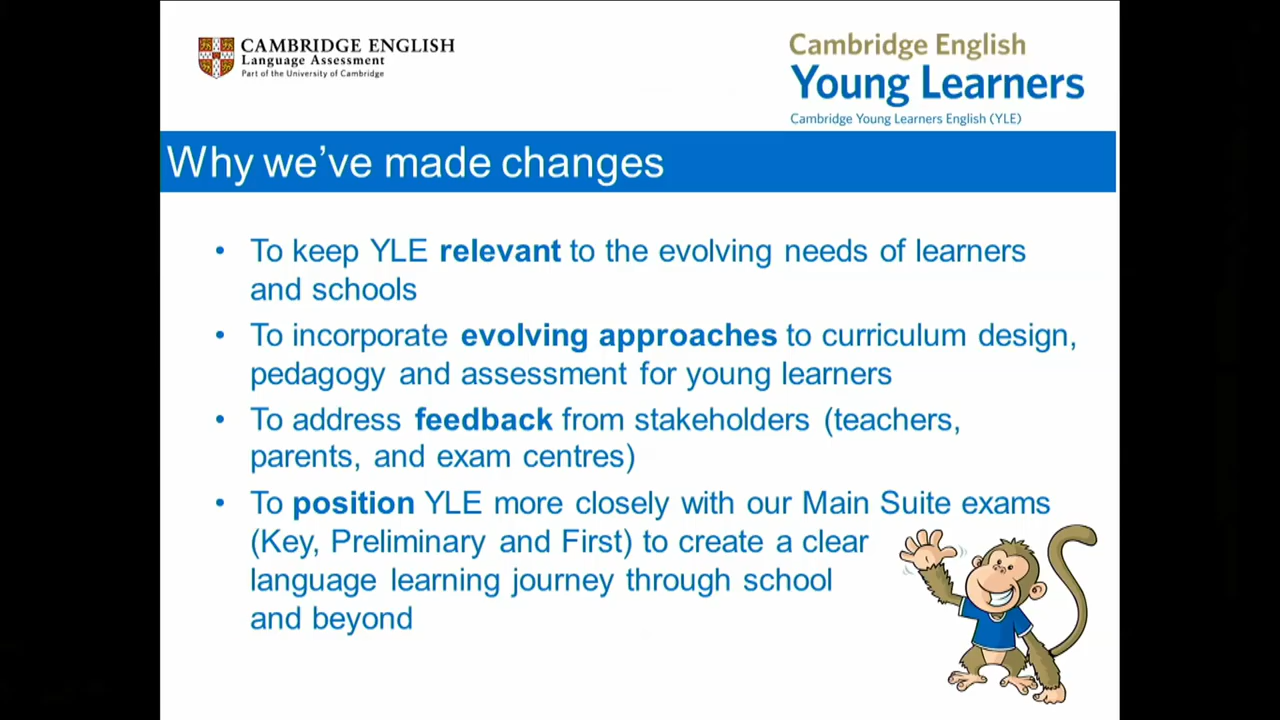 CAMBRIDGE ENGLISH
Language Assessment
Part of the University of Cambridge
Cambridge English
Young Learners
Cambridge Young Learners English (YLE)
Why we've made changes
• To keep YLE relevant to the evolving needs of learners
and schools
• To incorporate evolving approaches to curriculum design,
pedagogy and assessment for young learners
• To address feedback from stakeholders (teachers,
parents, and exam centres)
• To position YLE more closely with our Main Suite exams
(Key, Preliminary and First) to create a clear
language learning journey through school
and beyond